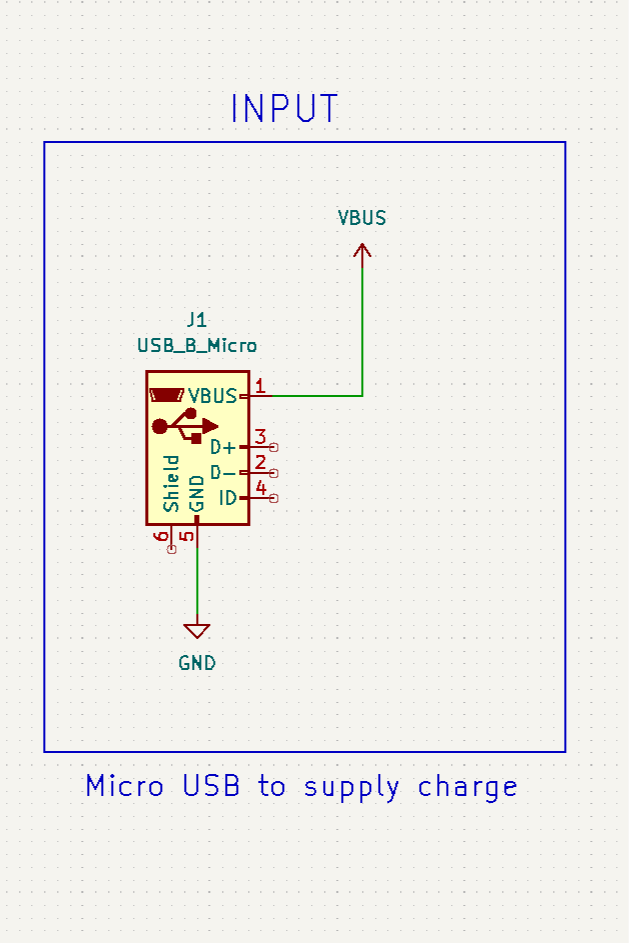 INPUT
VBUS
J1
USB_B_Micro
VBUS 1
D+ 3
D- 2
ID 4
Shield
GND
6
5
GND
Micro USB to supply charge